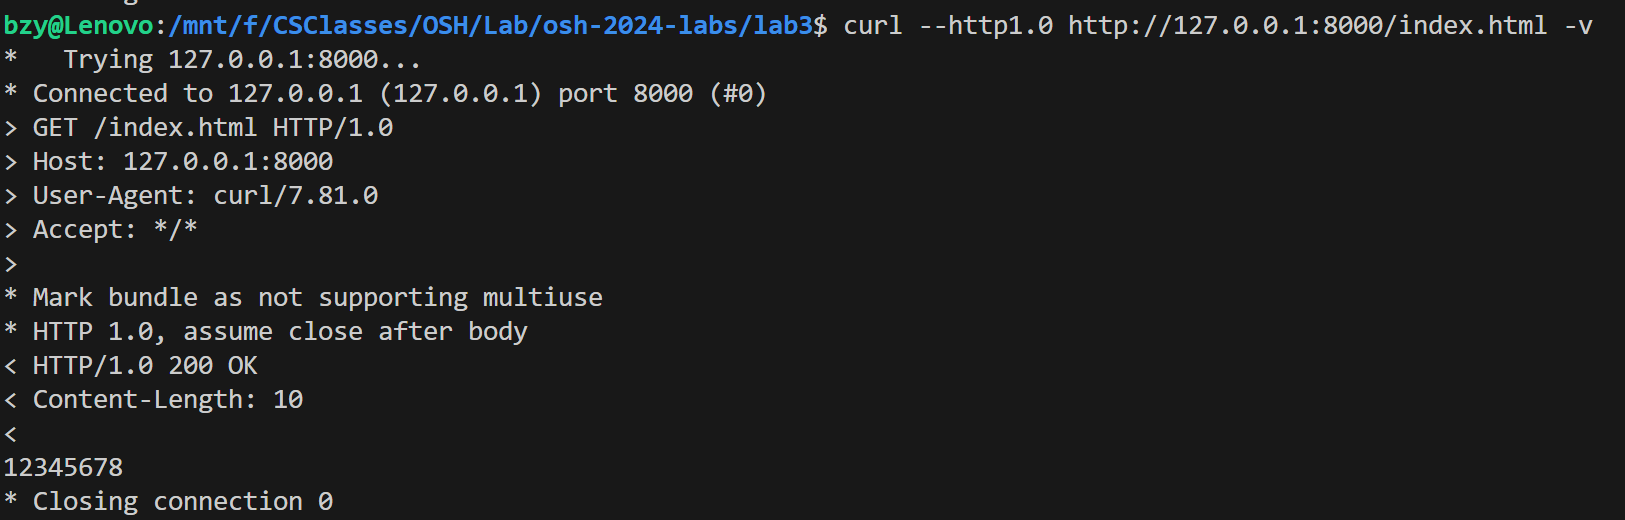 bzy@Lenovo:/mnt/f/CSClasses/OSH/Lab/osh-2024-labs/lab3$ curl --http1.0 http://127.0.0.1:8000/index.html -v
*   Trying 127.0.0.1:8000...
* Connected to 127.0.0.1 (127.0.0.1) port 8000 (#0)
> GET /index.html HTTP/1.0
> Host: 127.0.0.1:8000
> User-Agent: curl/7.81.0
> Accept: */*
>
* Mark bundle as not supporting multiuse
* HTTP 1.0, assume close after body
< HTTP/1.0 200 OK
< Content-Length: 10
<
12345678
* Closing connection 0